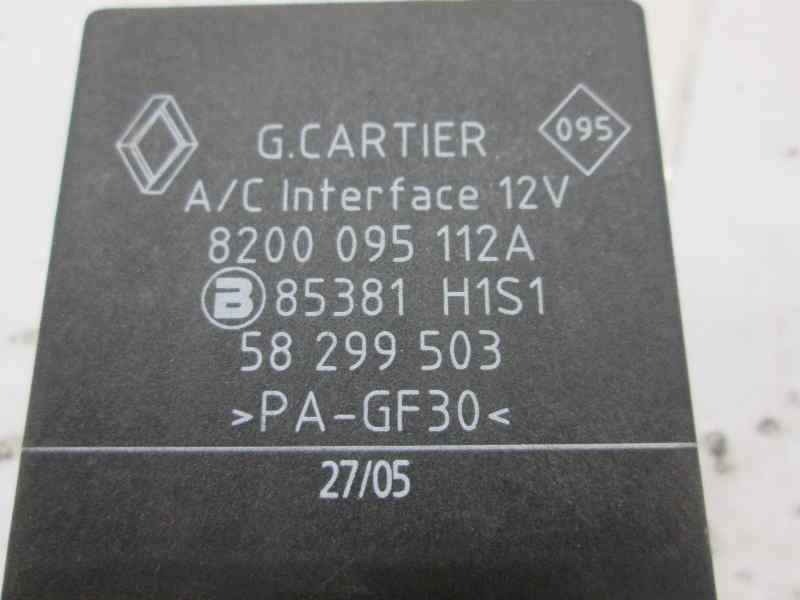 G.CARTIER
095
A/C Interface 12V
8200 095 112A
B 85381 H1S1
58 299 503
>PA-GF30<
27/05